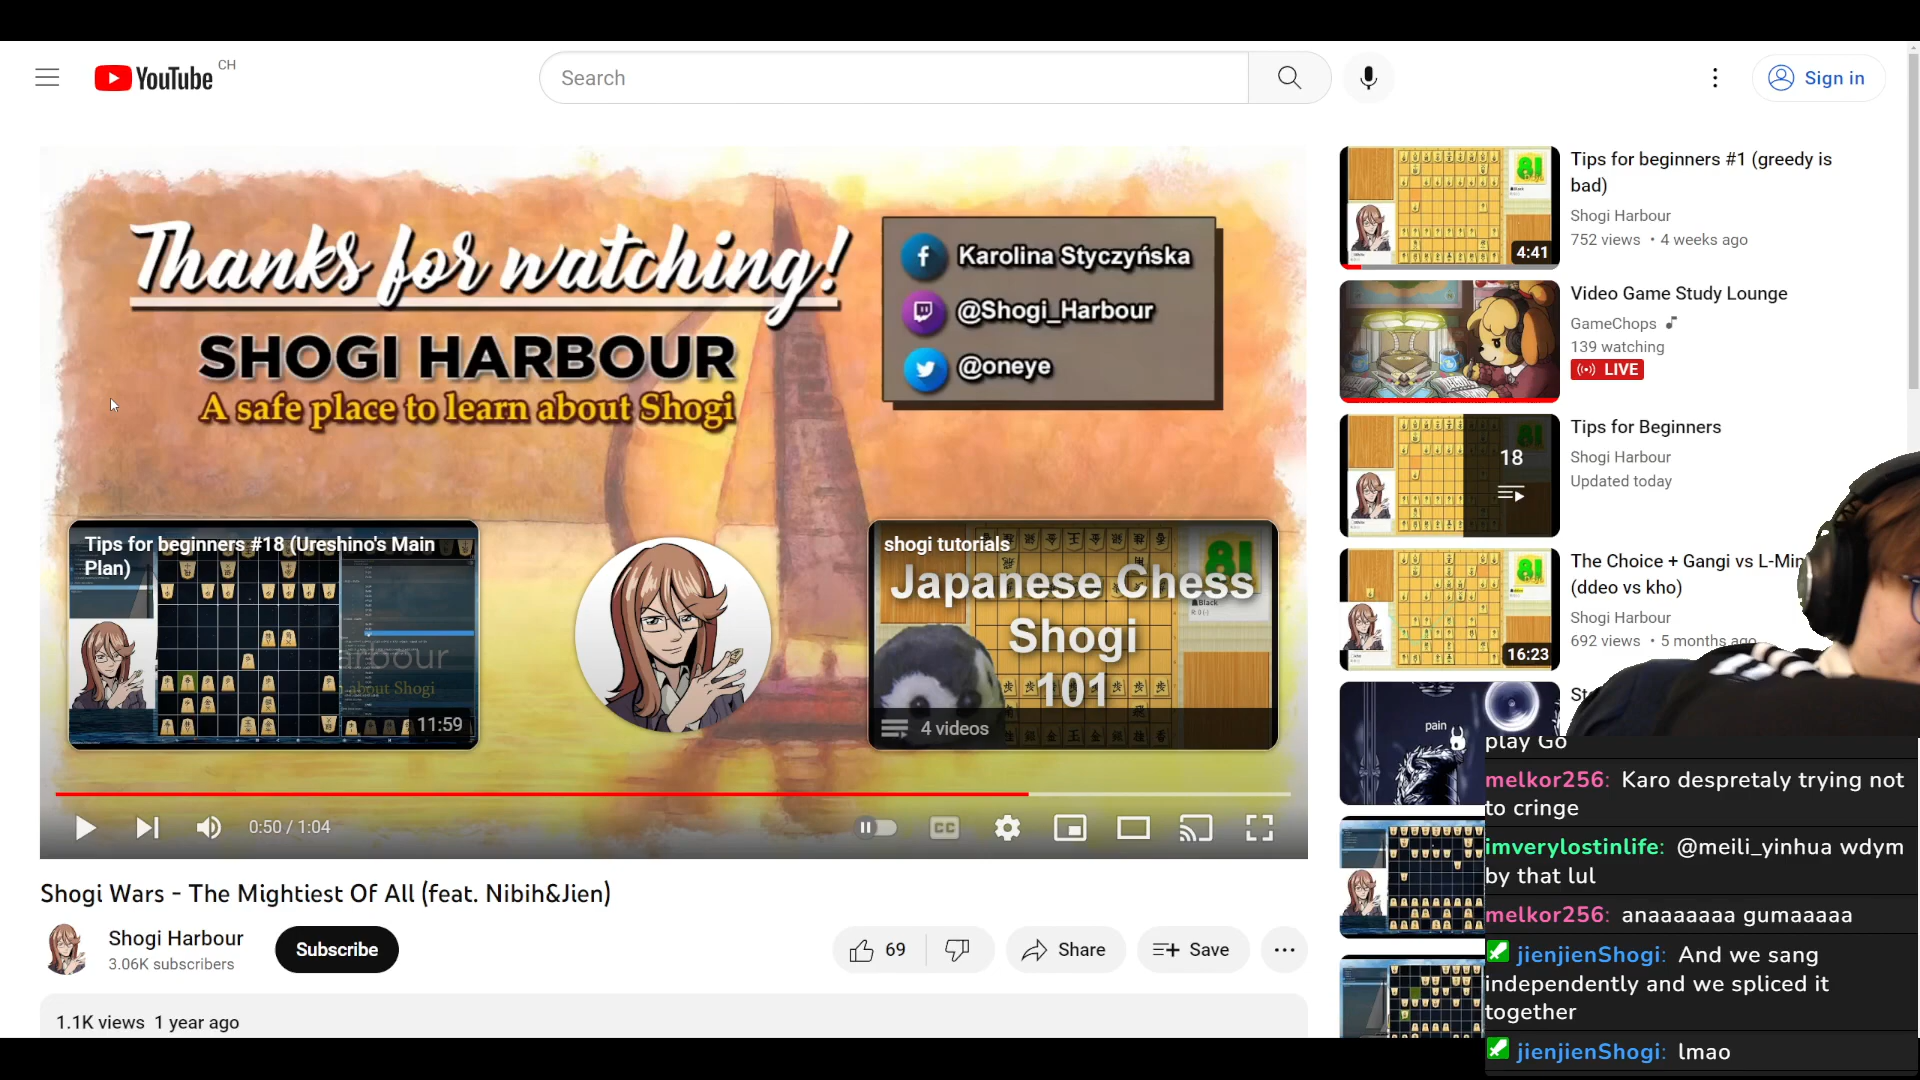 YouTube CH
Search
Sign in
Thanks for watching!
SHOGI HARBOUR
A safe place to learn about Shogi
Karolina Styczyńska
@Shogi_Harbour
@oneye
Tips for beginners #18 (Ureshino's Main
Plan)
11:59
shogi tutorials
Japanese Chess
Shogi
101
4 videos
0:50 / 1:04
CC
Shogi Wars - The Mightiest Of All (feat. Nibih&Jien)
Shogi Harbour
3.06K subscribers
Subscribe
69
Share
Save
1.1K views 1 year ago
4:41
Tips for beginners #1 (greedy is
bad)
Shogi Harbour
752 views • 4 weeks ago
Video Game Study Lounge
GameChops
139 watching
LIVE
18
Tips for Beginners
Shogi Harbour
Updated today
16:23
The Choice + Gangi vs L-Min
(ddeo vs kho)
Shogi Harbour
692 views • 5 months ago
pain
play Go
melkor256: Karo despretaly trying not
to cringe
imverylostinlife: @meili_yinhua wdym
by that lul
melkor256: anaaaaaaa gumaaaaa
jienjienShogi: And we sang
independently and we spliced it
together
jienjienShogi: lmao